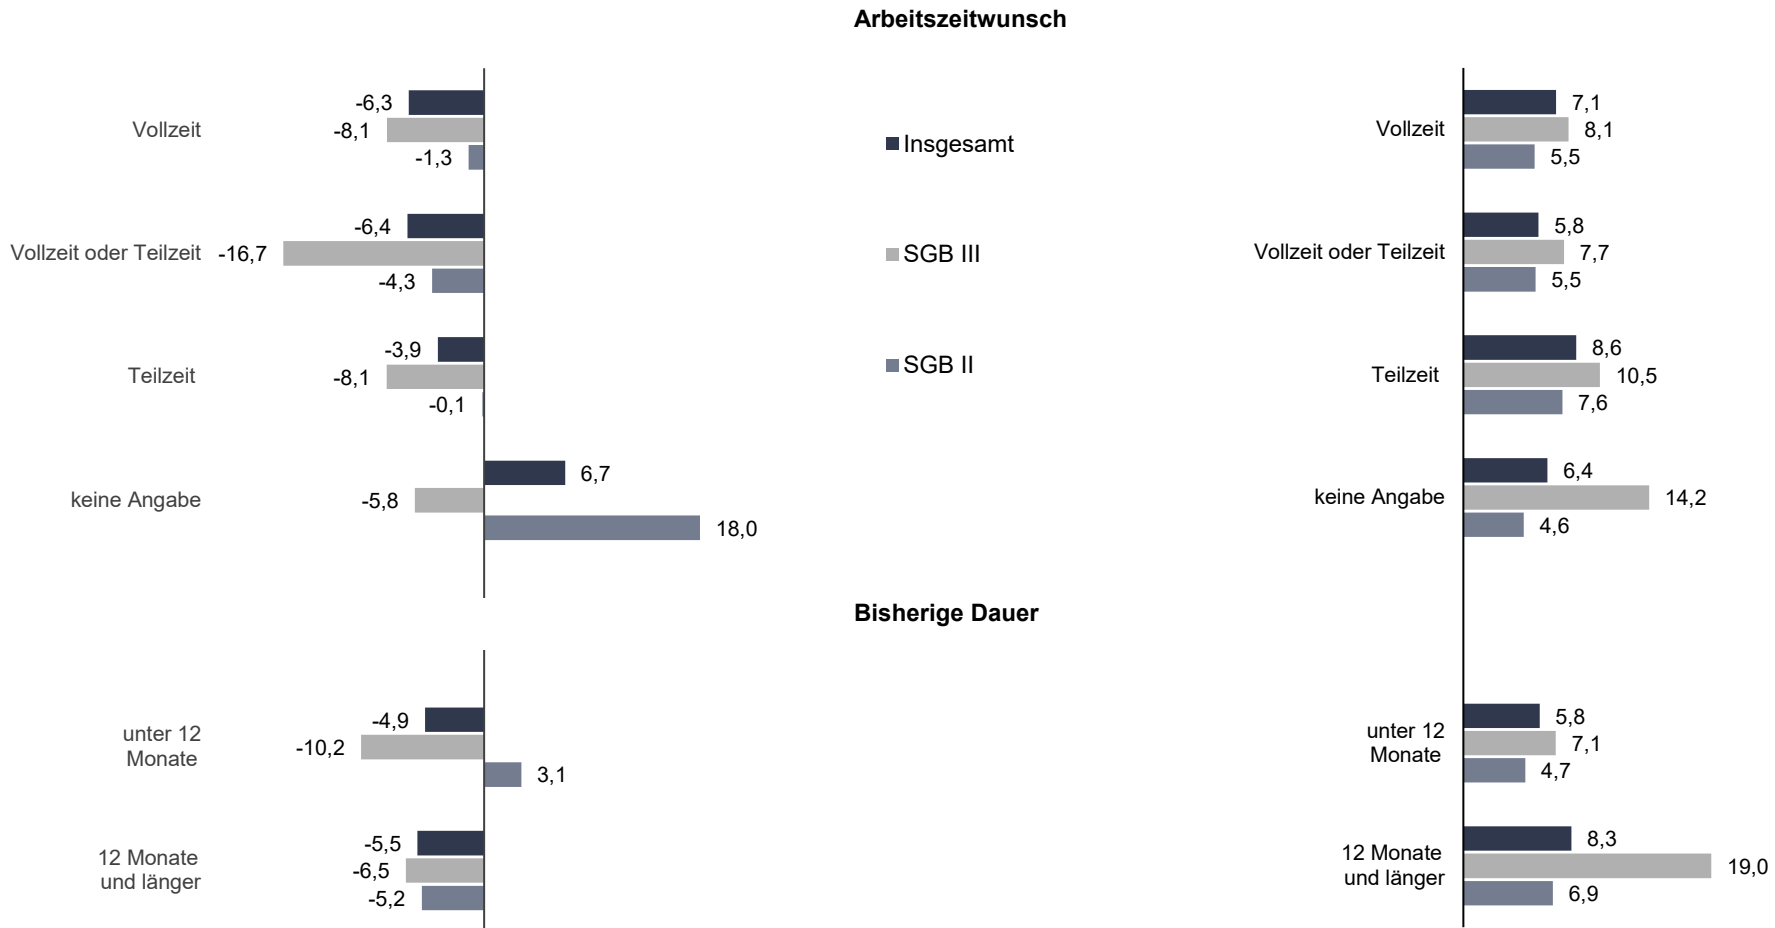 Arbeitszeitwunsch
Vollzeit
-6,3
-8,1
-1,3
Vollzeit oder Teilzeit
-6,4
-16,7
-4,3
Teilzeit
-3,9
-8,1
-0,1
keine Angabe
6,7
-5,8
18,0
Insgesamt
SGB III
SGB II
Vollzeit
7,1
8,1
5,5
Vollzeit oder Teilzeit
5,8
7,7
5,5
Teilzeit
8,6
10,5
7,6
keine Angabe
6,4
14,2
4,6
Bisherige Dauer
unter 12
Monate
-4,9
-10,2
3,1
12 Monate
und länger
-5,5
-6,5
-5,2
unter 12
Monate
5,8
7,1
4,7
12 Monate
und länger
8,3
19,0
6,9